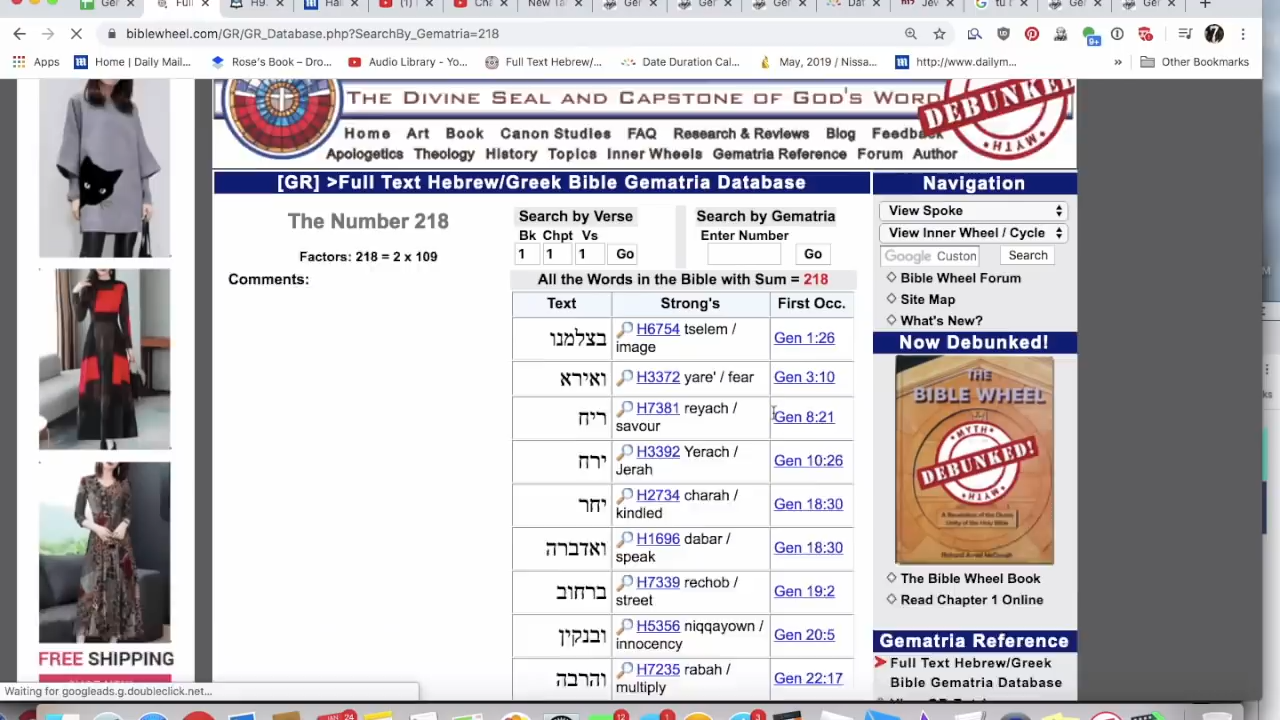 biblewheel.com/GR/GR_Database.php?SearchBy_Gematria=218
Apps
Home | Daily Mail...
Rose's Book – Dro...
Audio Library - Yo...
Full Text Hebrew/...
Date Duration Cal...
May, 2019 / Nissa...
http://www.dailym...
»
Other Bookmarks
THE DIVINE SEAL AND CAPSTONE OF GOD'S WORD
DEBUNKED
MYTH
Home Art Book Canon Studies FAQ Research & Reviews Blog Feedback
Apologetics Theology History Topics Inner Wheels Gematria Reference Forum Author
[GR] >Full Text Hebrew/Greek Bible Gematria Database
The Number 218
Factors: 218 = 2 x 109
Comments:
Search by Verse
Bk Chpt Vs
1 1 1 Go
Search by Gematria
Enter Number
Go
All the Words in the Bible with Sum = 218
Text Strong's First Occ.
בצלמנו H6754 tselem / Gen 1:26
image
ואירא H3372 yare' / fear Gen 3:10
ריח H7381 reyach / Gen 8:21
savour
ירח H3392 Yerach / Gen 10:26
Jerah
יחר H2734 charah / Gen 18:30
kindled
ואדברה H1696 dabar / Gen 18:30
speak
ברחוב H7339 rechob / Gen 19:2
street
ובנקין H5356 niqqayown / Gen 20:5
innocency
והרבה H7235 rabah / Gen 22:17
multiply
Navigation
View Spoke
View Inner Wheel / Cycle
Google Custon
Search
Bible Wheel Forum
Site Map
What's New?
Now Debunked!
THE
BIBLE WHEEL
MYTH
DEBUNKED!
MYTH
A Revelation of the Divine
Unity of the Holy Bible
Richard Amiel McGough
The Bible Wheel Book
Read Chapter 1 Online
Gematria Reference
Full Text Hebrew/Greek
Bible Gematria Database
FREE SHIPPING
Waiting for googleads.g.doubleclick.net...